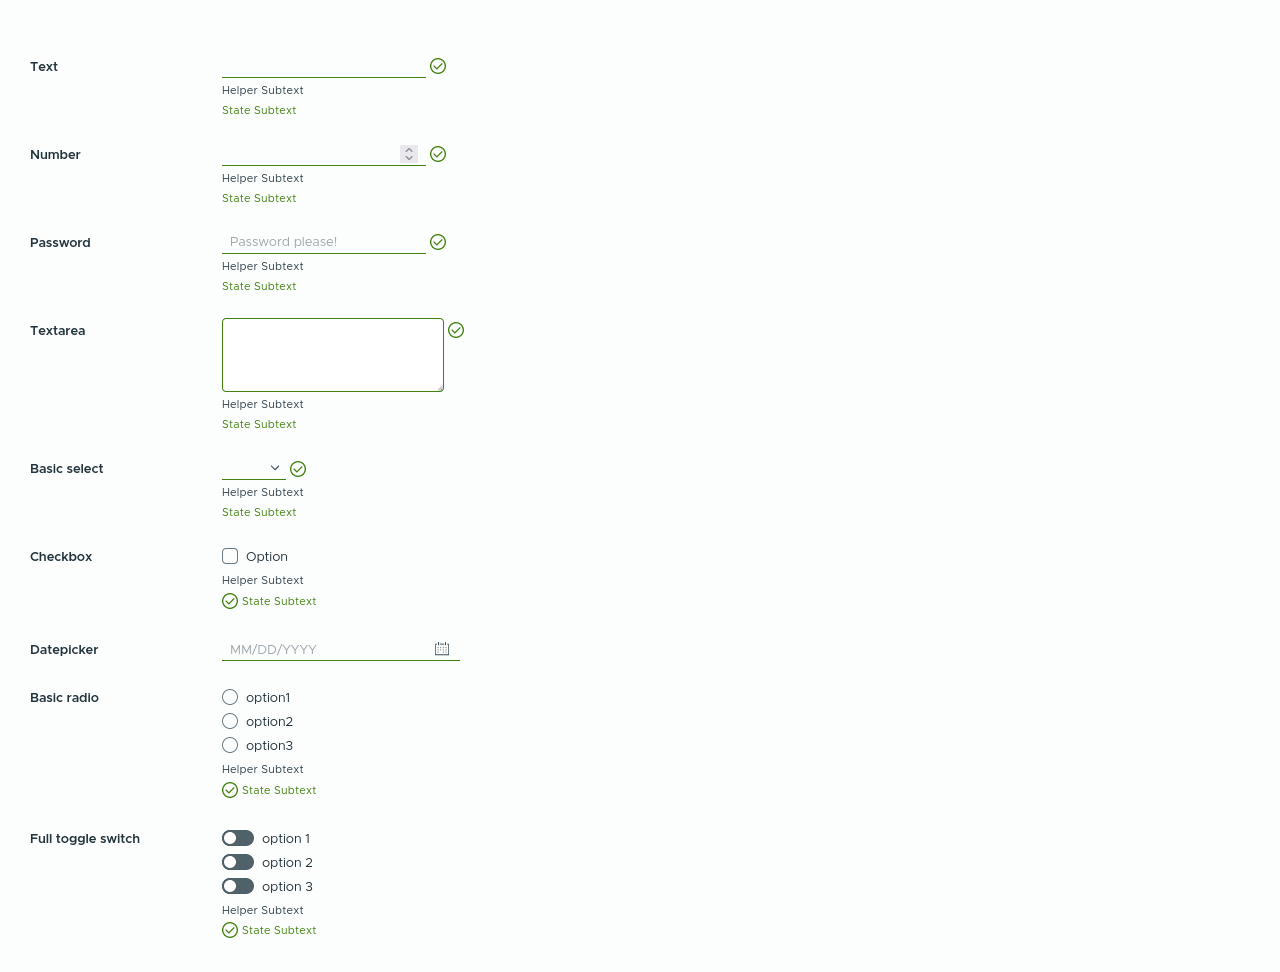 Text
Helper Subtext
State Subtext
Number
Helper Subtext
State Subtext
Password
Password please!
Helper Subtext
State Subtext
Textarea
Helper Subtext
State Subtext
Basic select
Helper Subtext
State Subtext
Checkbox
Option
Helper Subtext
State Subtext
Datepicker
MM/DD/YYYY
Basic radio
option1
option2
option3
Helper Subtext
State Subtext
Full toggle switch
option 1
option 2
option 3
Helper Subtext
State Subtext